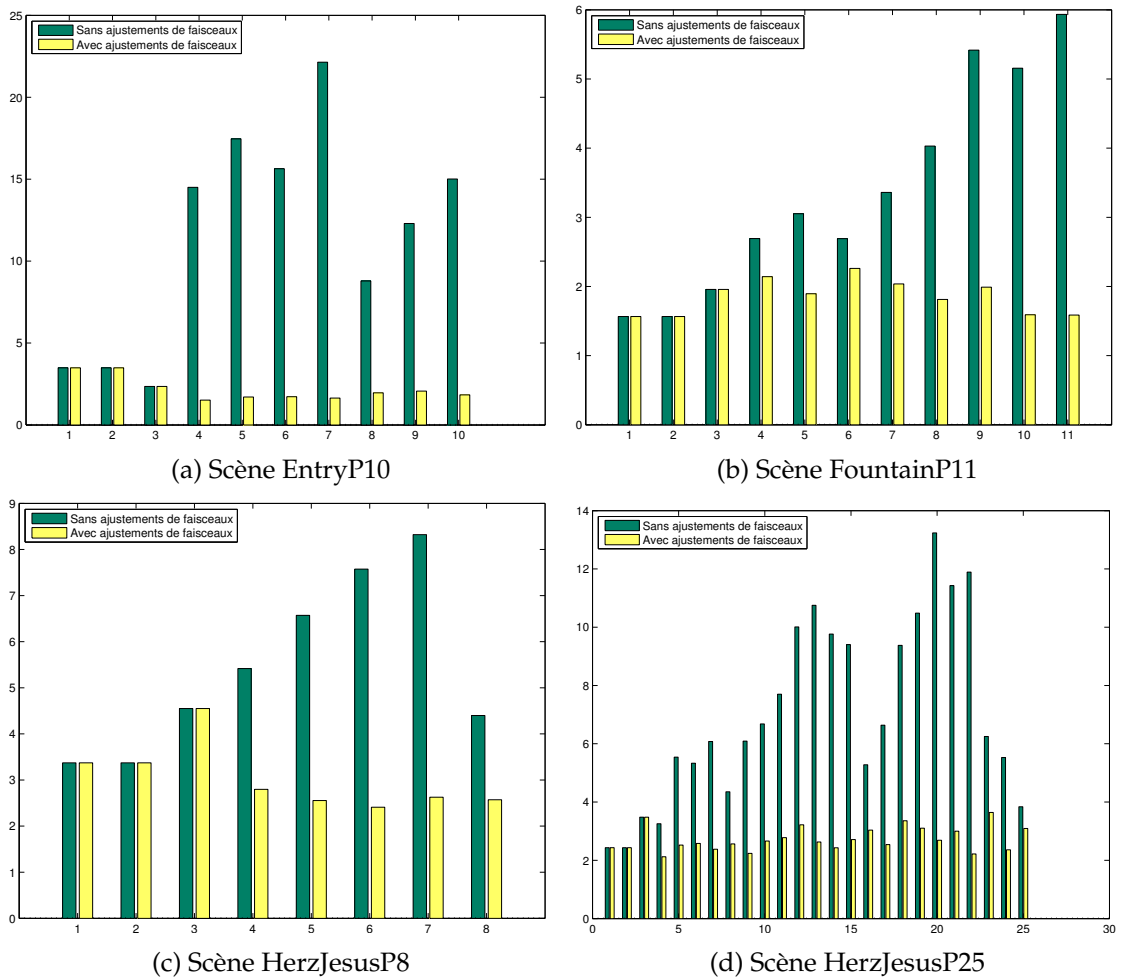 25
20
15
10
5
0
Sans ajustements de faisceaux
Avec ajustements de faisceaux
1 2 3 4 5 6 7 8 9 10
(a) Scène EntryP10
6
5
4
3
2
1
0
Sans ajustements de faisceaux
Avec ajustements de faisceaux
1 2 3 4 5 6 7 8 9 10 11
(b) Scène FountainP11
9
8
7
6
5
4
3
2
1
0
Sans ajustements de faisceaux
Avec ajustements de faisceaux
1 2 3 4 5 6 7 8
(c) Scène HerzJesusP8
14
12
10
8
6
4
2
0
Sans ajustements de faisceaux
Avec ajustements de faisceaux
0 5 10 15 20 25 30
(d) Scène HerzJesusP25